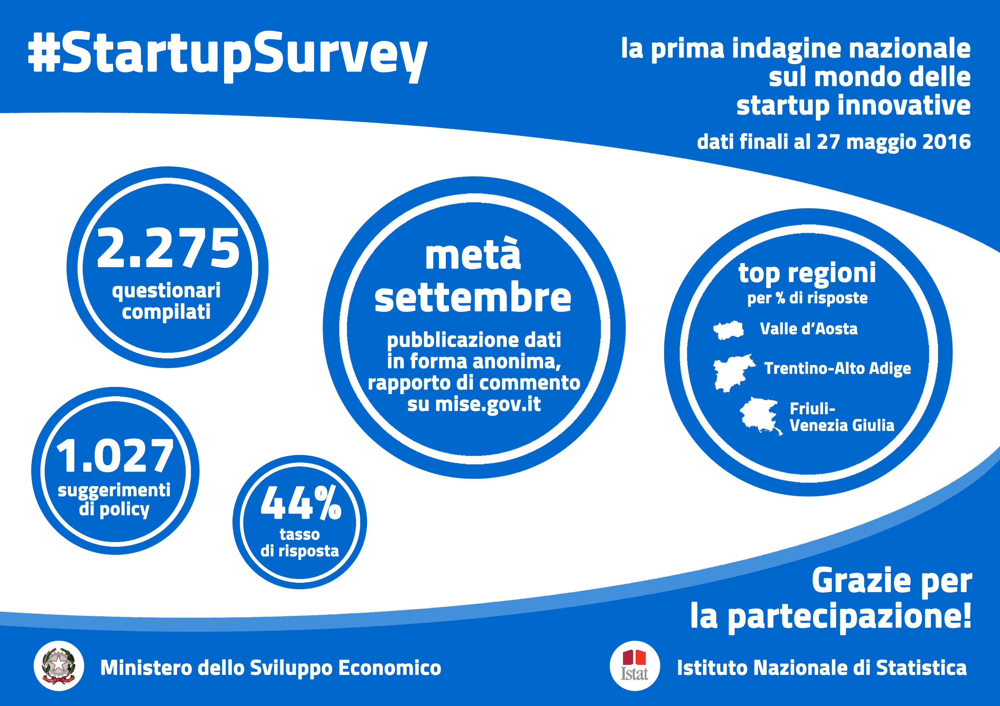 #StartupSurvey
la prima indagine nazionale
sul mondo delle
startup innovative
dati finali al 27 maggio 2016
2.275
questionari
compilati
1.027
suggerimenti
di policy
44%
tasso
di risposta
metà
settembre
pubblicazione dati
in forma anonima,
rapporto di commento
su mise.gov.it
top regioni
per % di risposte
Valle d’Aosta
Trentino-Alto Adige
Friuli-
Venezia Giulia
Grazie per
la partecipazione!
REPVBBLICA ITALIANA
Ministero dello Sviluppo Economico
Istat
Istituto Nazionale di Statistica